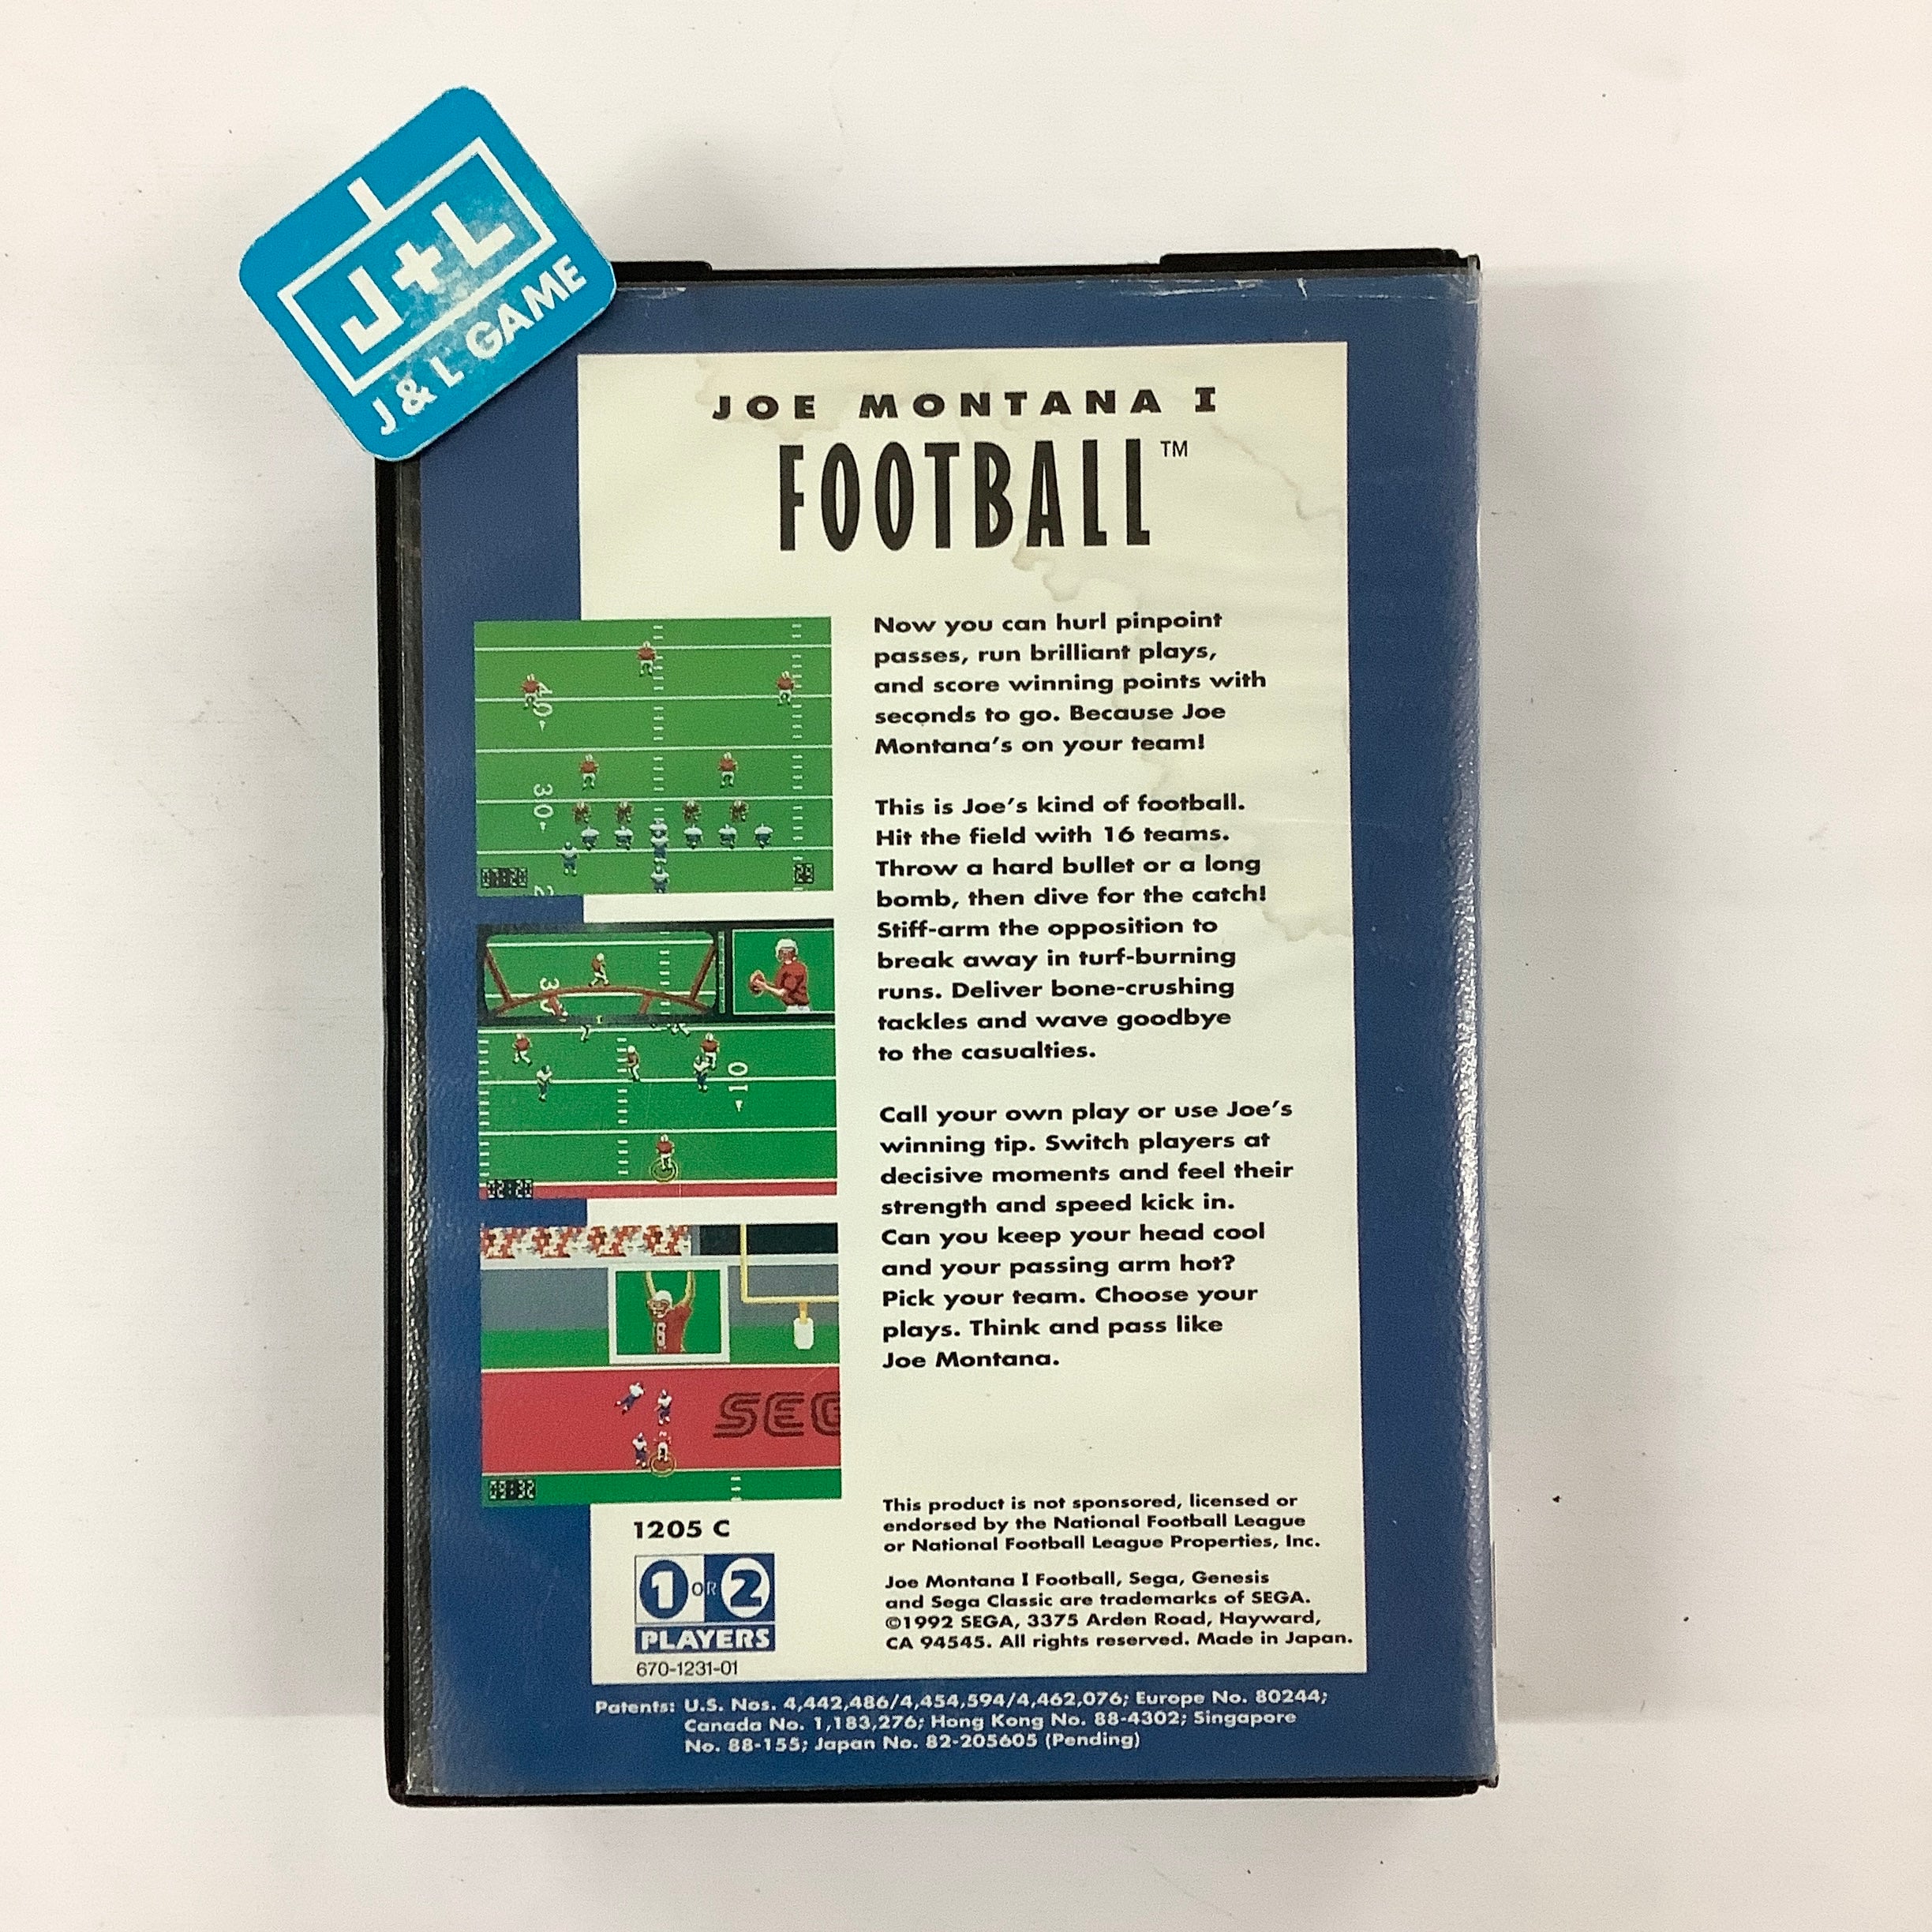 J+L
J & L GAME
JOE MONTANA I
FOOTBALL™
Now you can hurl pinpoint
passes, run brilliant plays,
and score winning points with
seconds to go. Because Joe
Montana's on your team!
This is Joe's kind of football.
Hit the field with 16 teams.
Throw a hard bullet or a long
bomb, then dive for the catch!
Stiff-arm the opposition to
break away in turf-burning
runs. Deliver bone-crushing
tackles and wave goodbye
to the casualties.
Call your own play or use Joe's
winning tip. Switch players at
decisive moments and feel their
strength and speed kick in.
Can you keep your head cool
and your passing arm hot?
Pick your team. Choose your
plays. Think and pass like
Joe Montana.
40
30
2
07:20
29
3
10
02:20
SEG
09:32
1205 C
1 OR 2
PLAYERS
670-1231-01
This product is not sponsored, licensed or
endorsed by the National Football League
or National Football League Properties, Inc.
Joe Montana I Football, Sega, Genesis
and Sega Classic are trademarks of SEGA.
©1992 SEGA, 3375 Arden Road, Hayward,
CA 94545. All rights reserved. Made in Japan.
Patents: U.S. Nos. 4,442,486/4,454,594/4,462,076; Europe No. 80244;
Canada No. 1,183,276; Hong Kong No. 88-4302; Singapore
No. 88-155; Japan No. 82-205605 (Pending)